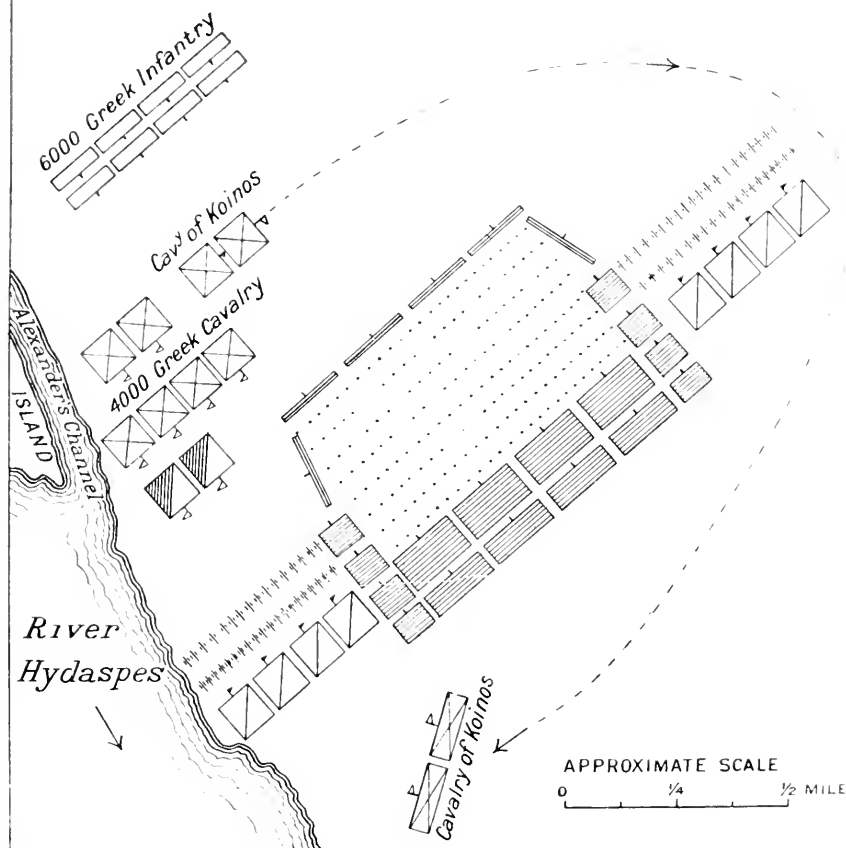 6000 Greek Infantry
Cavy of Koinos
4000 Greek Cavalry
Alexander's Channel
ISLAND
River
Hydaspes
Cavalry of Koinos
APPROXIMATE SCALE
0 1/4 1/2 MILE